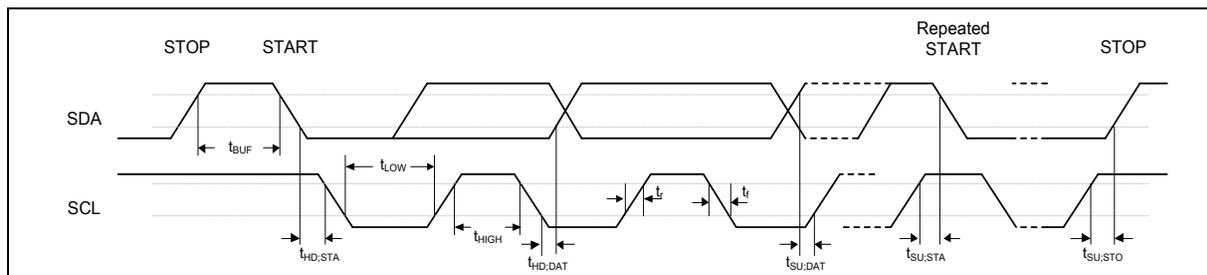 Repeated
STOP START START STOP
SDA
tBUF
tLOW
SCL
tr tf
tHIGH
tHD;STA tHD;DAT tSU;DAT tSU;STA tSU;STO